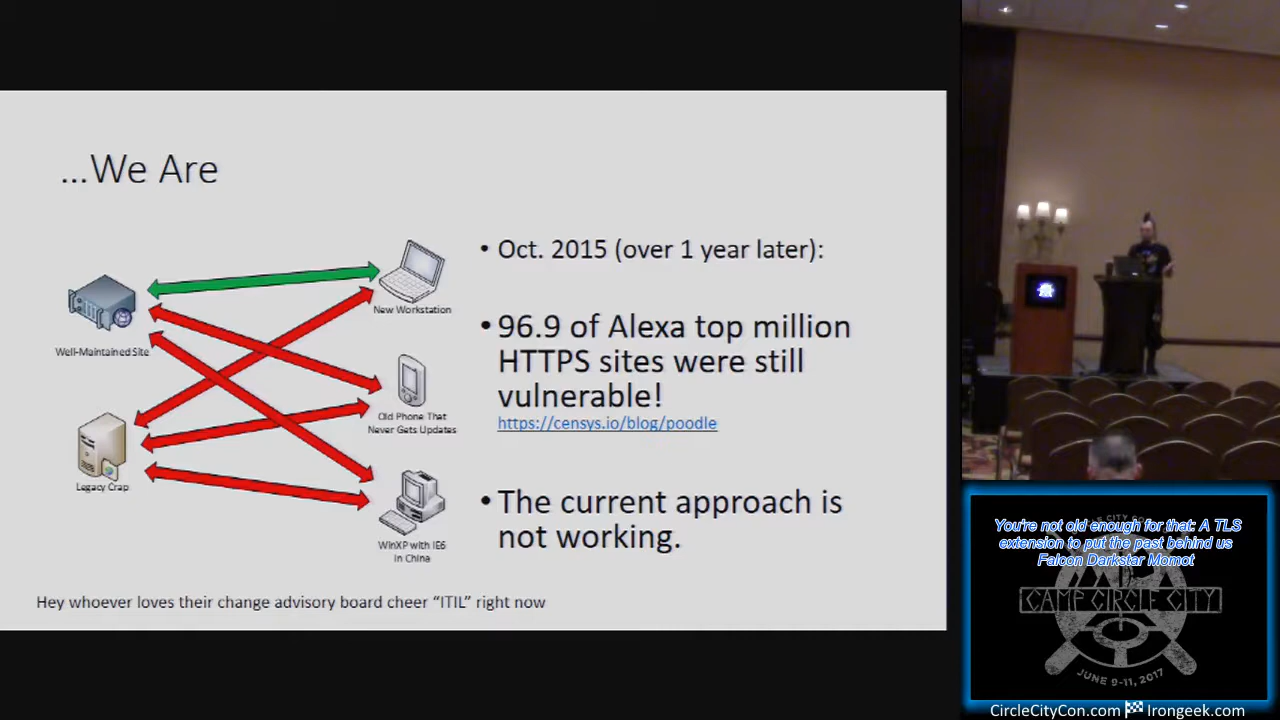 ...We Are
Well-Maintained Site
Legacy Crap
New Workstation
Old Phone That
Never Gets Updates
WinXP with IE6
in China
• Oct. 2015 (over 1 year later):
• 96.9 of Alexa top million
HTTPS sites were still
vulnerable!
https://censys.io/blog/poodle
• The current approach is
not working.
Hey whoever loves their change advisory board cheer “ITIL” right now
You're not old enough for that: A TLS
extension to put the past behind us
Falcon Darkstar Momot
CAMP CIRCLE CITY
JUNE 9-11, 2017
CircleCityCon.com Irongeek.com